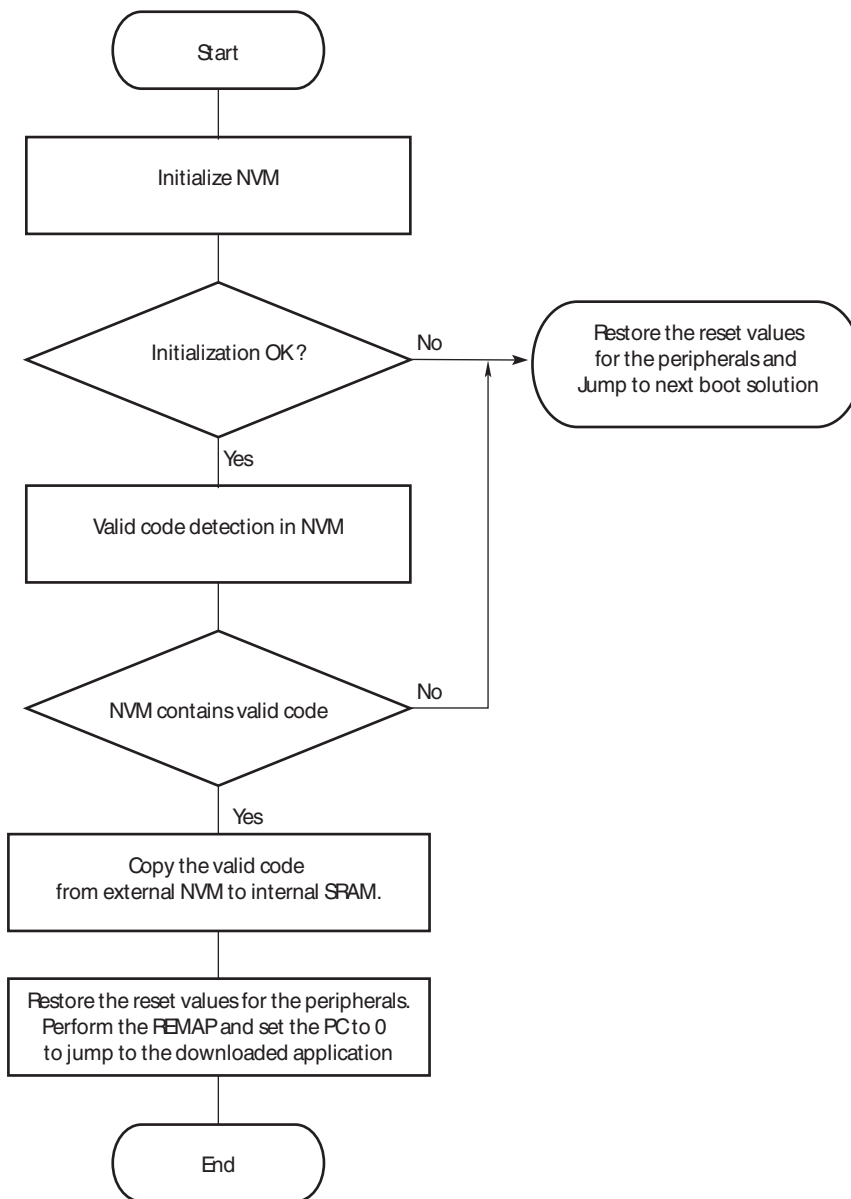 Start
Initialize NVM
Initialization OK ?
No
Restore the reset values
for the peripherals and
Jump to next boot solution
Yes
Valid code detection in NVM
NVM contains valid code
No
Yes
Copy the valid code
from external NVM to internal SRAM.
Restore the reset values for the peripherals.
Perform the REMAP and set the PC to 0
to jump to the downloaded application
End